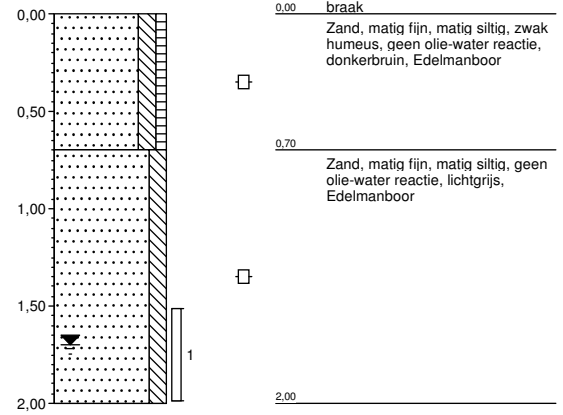 0,00
0,50
1,00
1,50
2,00
1
0,00
braak
Zand, matig fijn, matig siltig, zwak
humeus, geen olie-water reactie,
donkerbruin, Edelmanboor
0,70
Zand, matig fijn, matig siltig, geen
olie-water reactie, lichtgrijs,
Edelmanboor
2,00